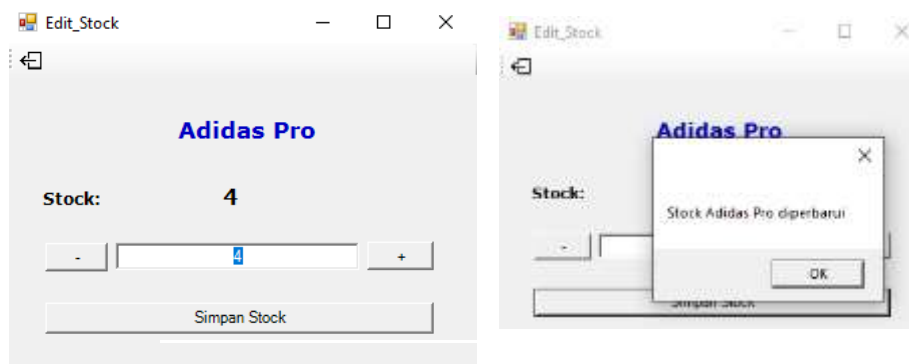 Edit_Stock
Adidas Pro
Stock: 4
- 4 +
Simpan Stock
Edit_Stock
Adidas Pro
Stock:
Stock Adidas Pro diperbarui
-
OK
Simpan Stock